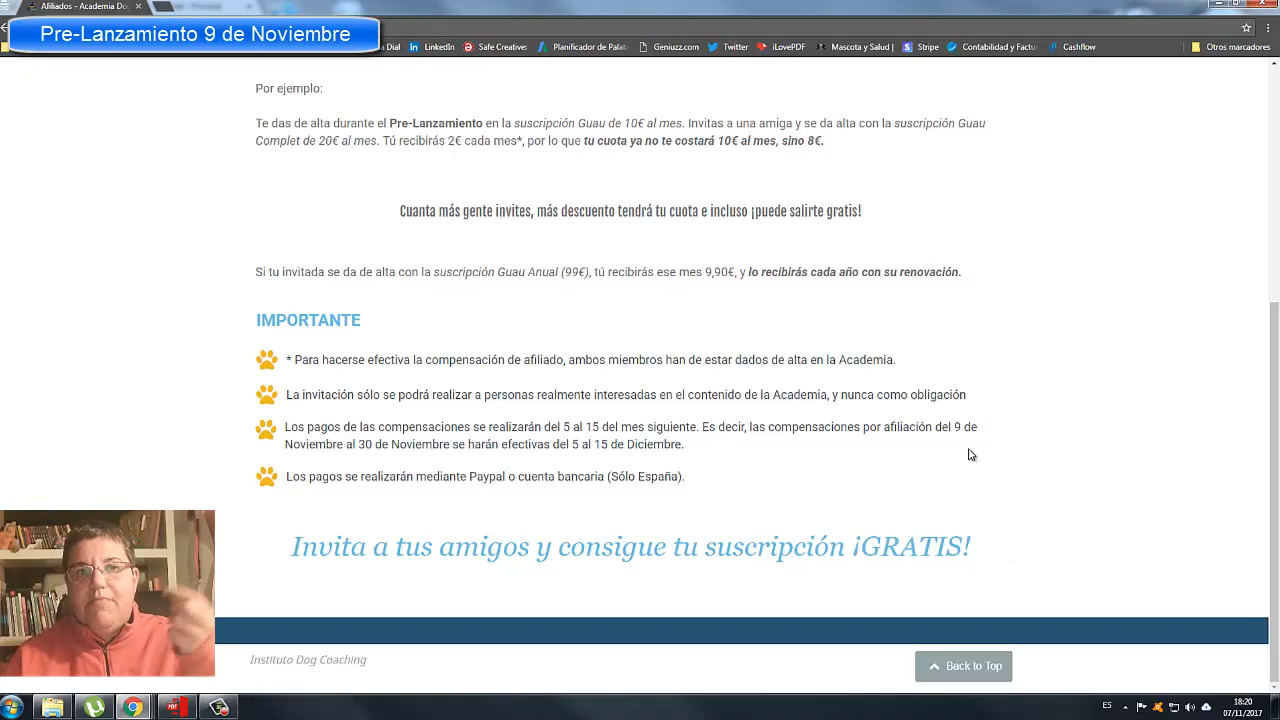 Afiliados - Academia Do
Pre-Lanzamiento 9 de Noviembre
Dial
LinkedIn
Safe Creative:
Planificador de Palab
Geniuzz.com
Twitter
iLovePDF
Mascota y Salud |
Stripe
Contabilidad y Factu
Cashflow
Otros marcadores
Por ejemplo:
Te das de alta durante el Pre-Lanzamiento en la suscripción Guau de 10€ al mes. Invitas a una amiga y se da alta con la suscripción Guau
Complet de 20€ al mes. Tú recibirás 2€ cada mes*, por lo que tu cuota ya no te costará 10€ al mes, sino 8€.
Cuanta más gente invites, más descuento tendrá tu cuota e incluso ¡puede salirte gratis!
Si tu invitada se da de alta con la suscripción Guau Anual (99€), tú recibirás ese mes 9,90€, y lo recibirás cada año con su renovación.
IMPORTANTE
* Para hacerse efectiva la compensación de afiliado, ambos miembros han de estar dados de alta en la Academia.
La invitación sólo se podrá realizar a personas realmente interesadas en el contenido de la Academia, y nunca como obligación
Los pagos de las compensaciones se realizarán del 5 al 15 del mes siguiente. Es decir, las compensaciones por afiliación del 9 de
Noviembre al 30 de Noviembre se harán efectivas del 5 al 15 de Diciembre.
Los pagos se realizarán mediante Paypal o cuenta bancaria (Sólo España).
Invita a tus amigos y consigue tu suscripción ¡GRATIS!
Instituto Dog Coaching
Back to Top
ES
18:20
07/11/2017